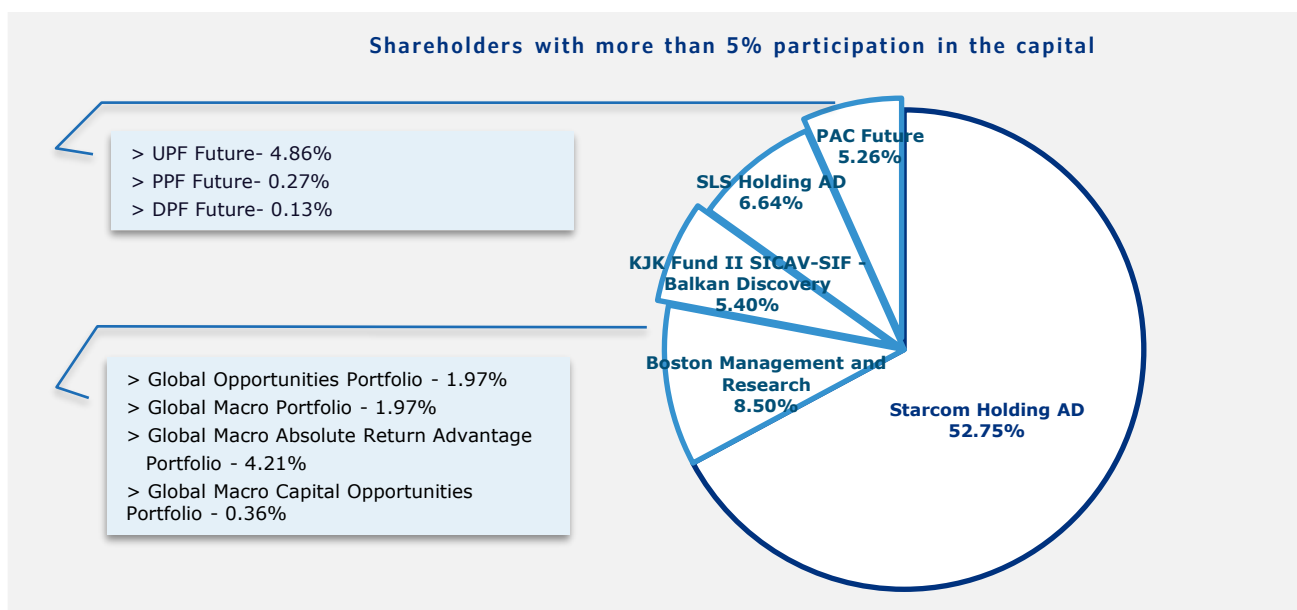 Shareholders with more than 5% participation in the capital
> UPF Future- 4.86%
> PPF Future- 0.27%
> DPF Future- 0.13%
> Global Opportunities Portfolio - 1.97%
> Global Macro Portfolio - 1.97%
> Global Macro Absolute Return Advantage
Portfolio - 4.21%
> Global Macro Capital Opportunities
Portfolio - 0.36%
PAC Future
5.26%
SLS Holding AD
6.64%
KJK Fund II SICAV-SIF -
Balkan Discovery
5.40%
Boston Management and
Research
8.50%
Starcom Holding AD
52.75%